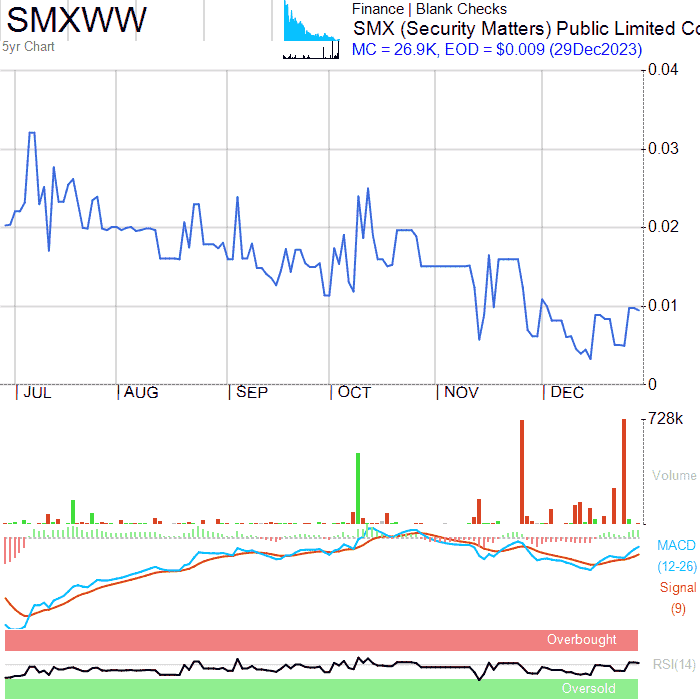 SMXWW
5yr Chart
Finance | Blank Checks
SMX (Security Matters) Public Limited Co
MC = 26.9K, EOD = $0.009 (29Dec2023)
0.04
0.03
0.02
0.01
0
JUL AUG SEP OCT NOV DEC
728k
Volume
MACD
(12-26)
Signal
(9)
Overbought
RSI(14)
Oversold